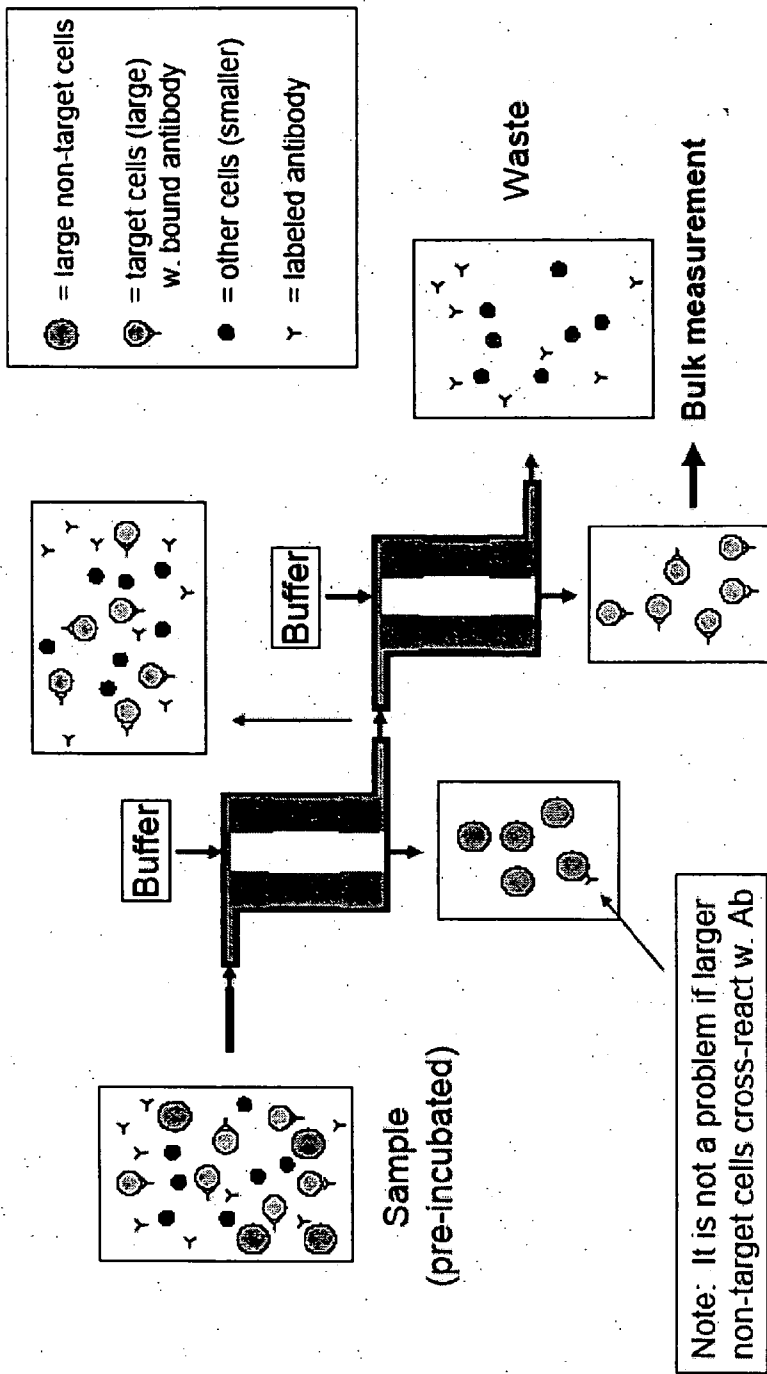 = large non-target cells
= target cells (large)
w. bound antibody
= other cells (smaller)
= labeled antibody
Buffer
Buffer
Sample
(pre-incubated)
Waste
Bulk measurement
Note: It is not a problem if larger
non-target cells cross-react w. Ab